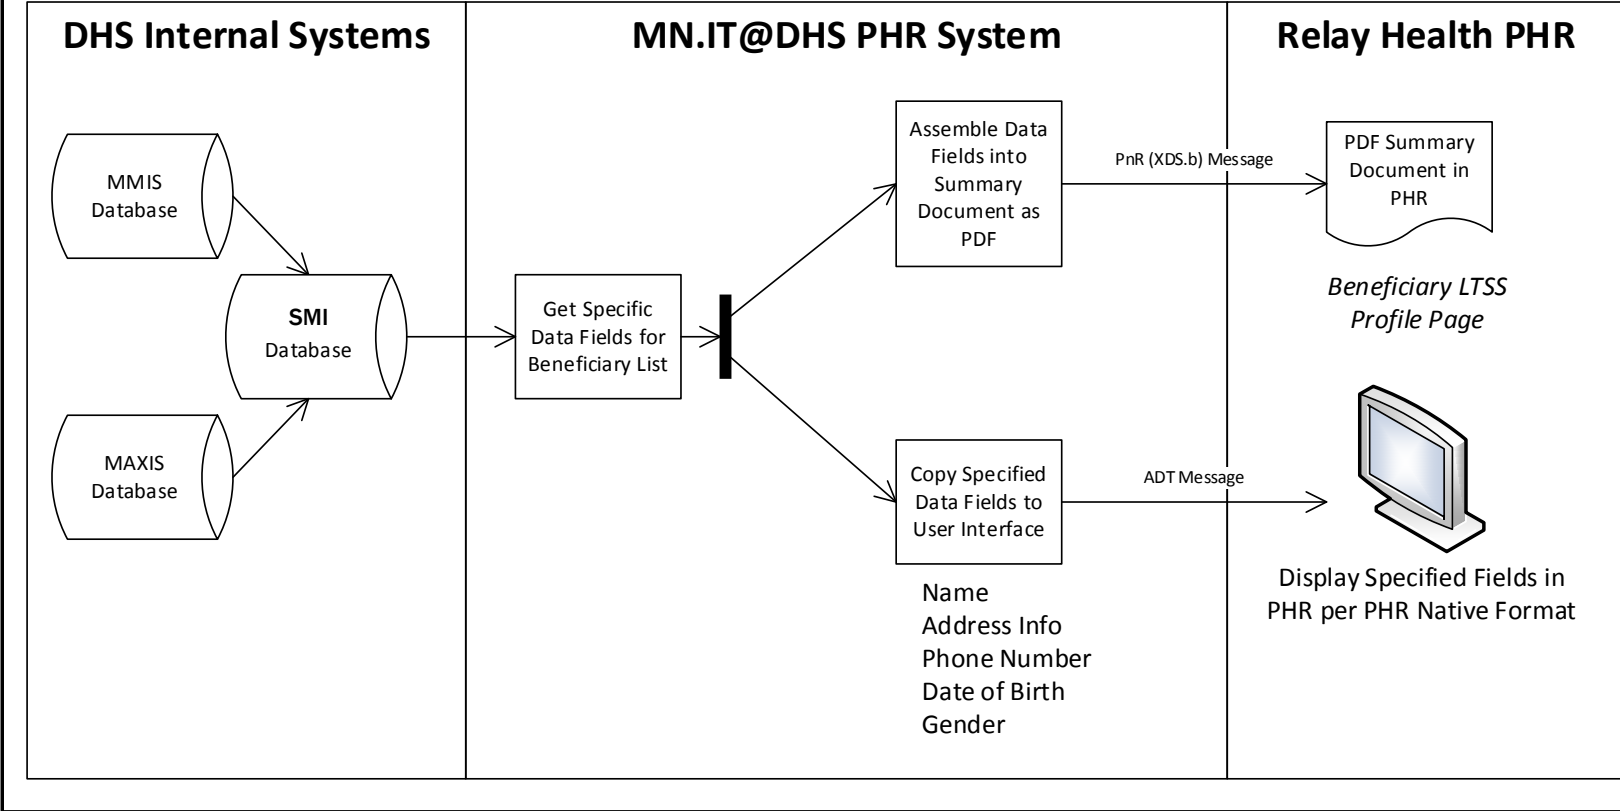 DHS Internal Systems
MN.IT@DHS PHR System
Relay Health PHR
MMIS
Database
SMI
Database
MAXIS
Database
Get Specific
Data Fields for
Beneficiary List
Assemble Data
Fields into
Summary
Document as
PDF
PnR (XDS.b) Message
PDF Summary
Document in
PHR
Beneficiary LTSS
Profile Page
Copy Specified
Data Fields to
User Interface
ADT Message
Name
Address Info
Phone Number
Date of Birth
Gender
Display Specified Fields in
PHR per PHR Native Format